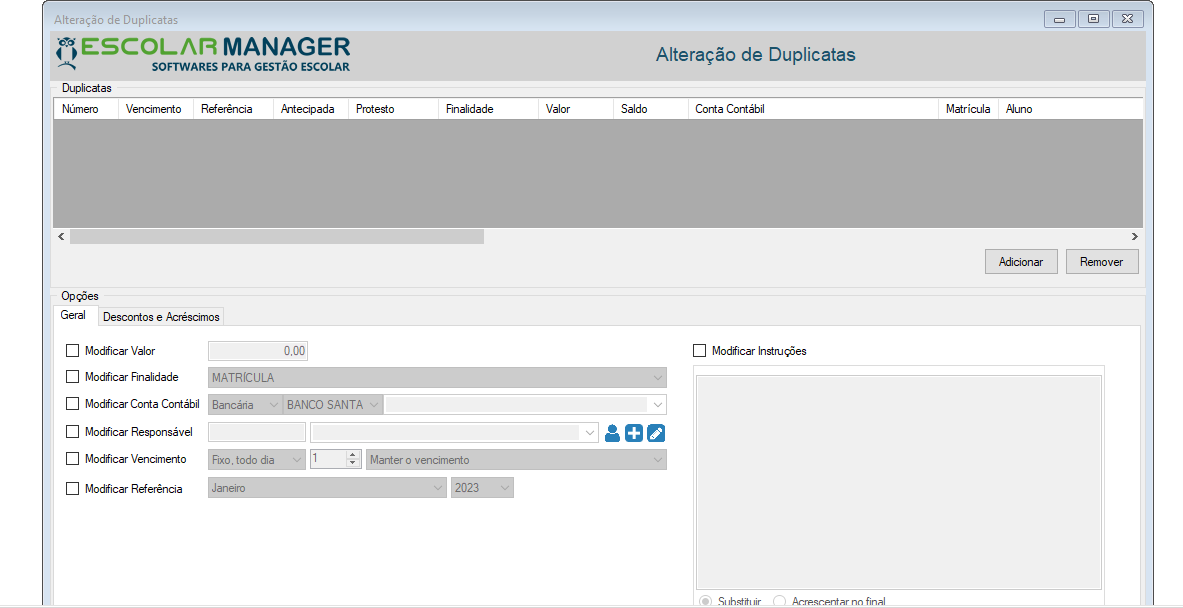 Alteração de Duplicatas
ESCOLAR MANAGER
SOFTWARES PARA GESTÃO ESCOLAR
Alteração de Duplicatas
Duplicatas
Número Vencimento Referência Antecipada Protesto Finalidade Valor Saldo Conta Contábil Matrícula Aluno
Adicionar Remover
Opções
Geral Descontos e Acréscimos
Modificar Valor 0,00 Modificar Instruções
Modificar Finalidade MATRÍCULA
Modificar Conta Contábil Bancária BANCO SANTA
Modificar Responsável
Modificar Vencimento Fixo, todo dia 1 Manter o vencimento
Modificar Referência Janeiro 2023
Substituir Acrescentar no final